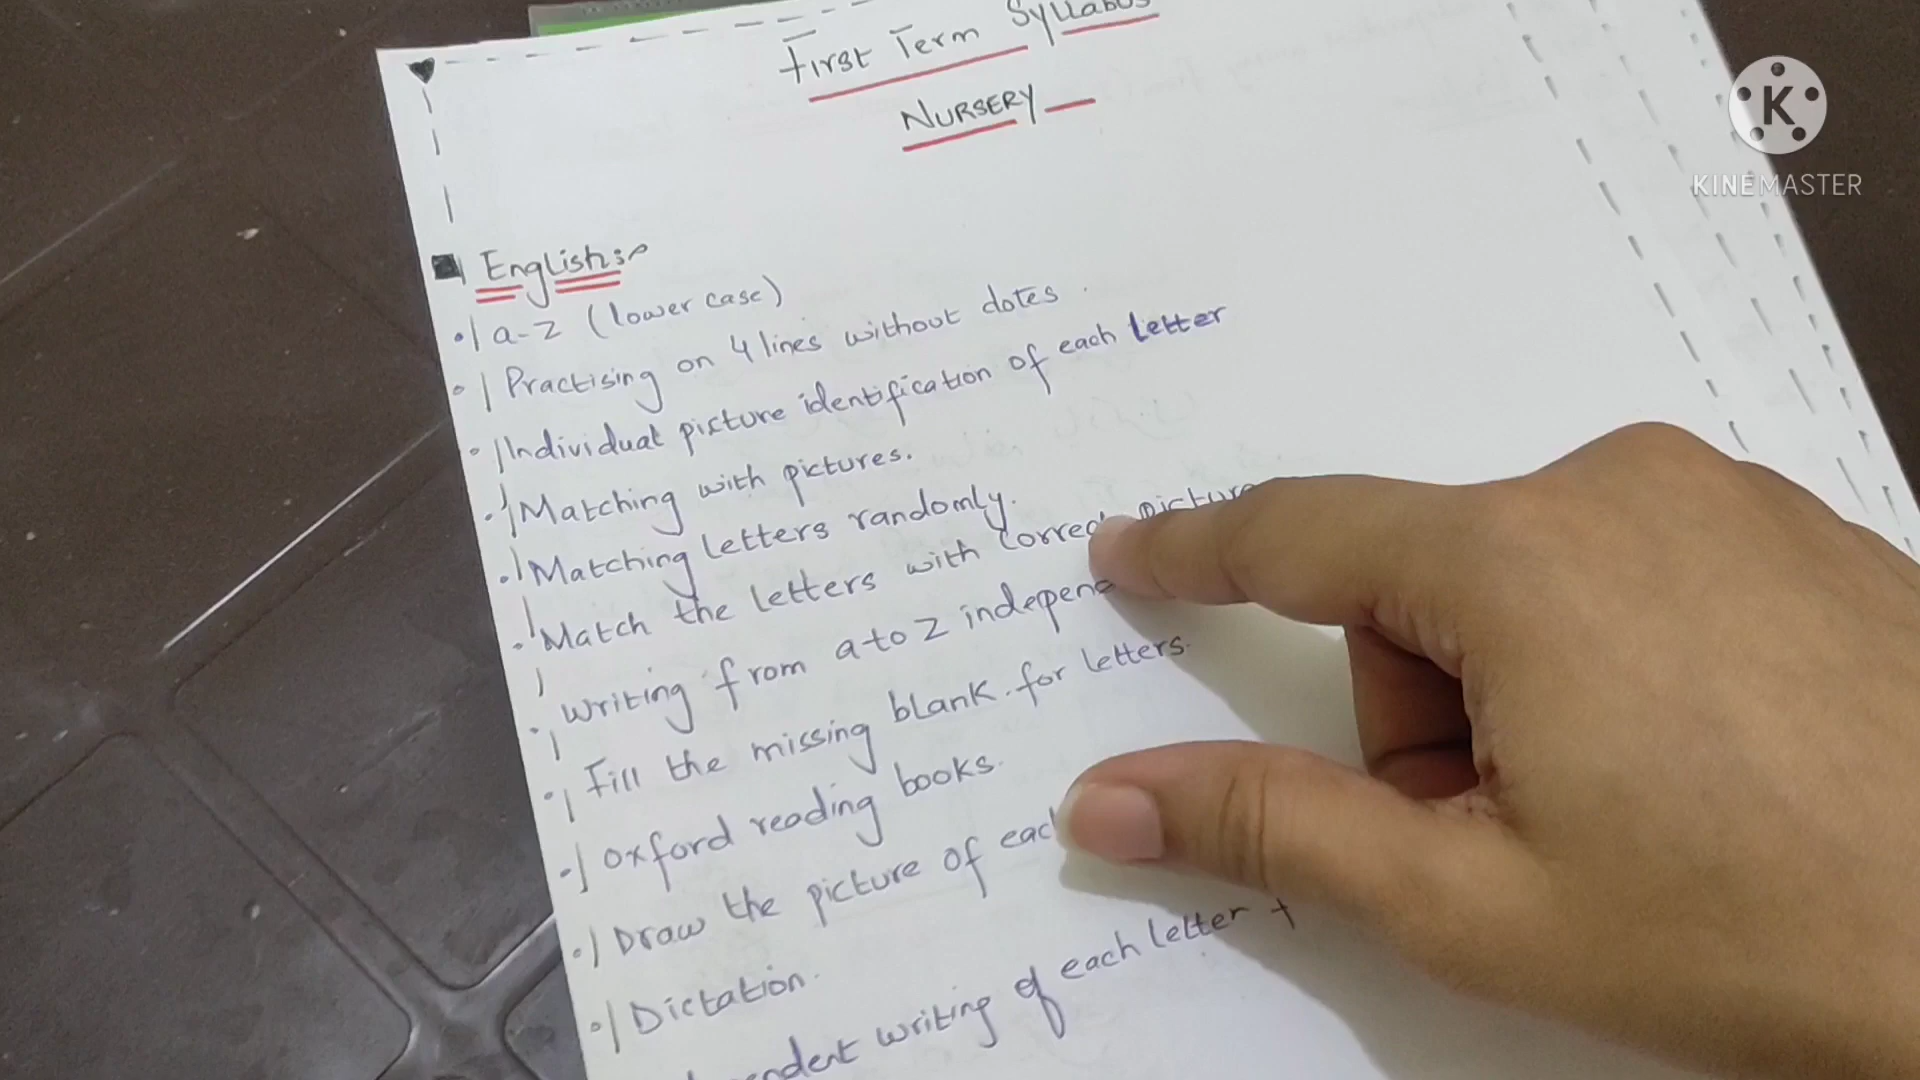 First Term Syllabus
NURSERY
K
KINEMASTER
English:
a-z (lower case)
Practising on 4 lines without dotes.
Individual picture identification of each letter
Matching with pictures.
Matching letters randomly.
Match the letters with correct picture
Writing from a to z
Fill the missing blank for letters.
Oxford reading books.
Draw the picture of each
Dictation.
writing of each letter +